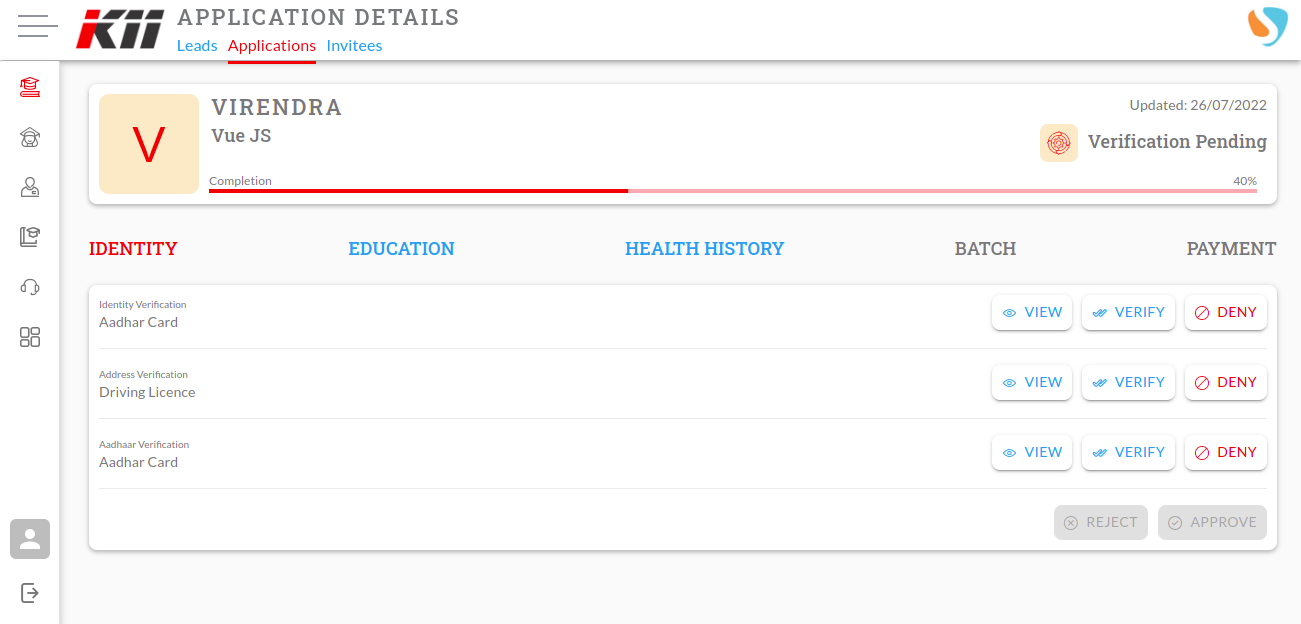 KII APPLICATION DETAILS
Leads Applications Invitees
V
VIRENDRA
Vue JS
Updated: 26/07/2022
Verification Pending
Completion 40%
IDENTITY EDUCATION HEALTH HISTORY BATCH PAYMENT
Identity Verification
Aadhar Card
VIEW VERIFY DENY
Address Verification
Driving Licence
VIEW VERIFY DENY
Aadhaar Verification
Aadhar Card
VIEW VERIFY DENY
REJECT APPROVE